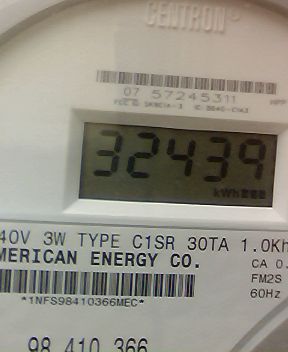 CENTRON®
07 57245311
32439
kWh
40V 3W TYPE C1SR 30TA 1.0Kh
MERICAN ENERGY CO.
CA 0.
FM2S
60Hz
*1NFS98410366MEC*
98 410 366